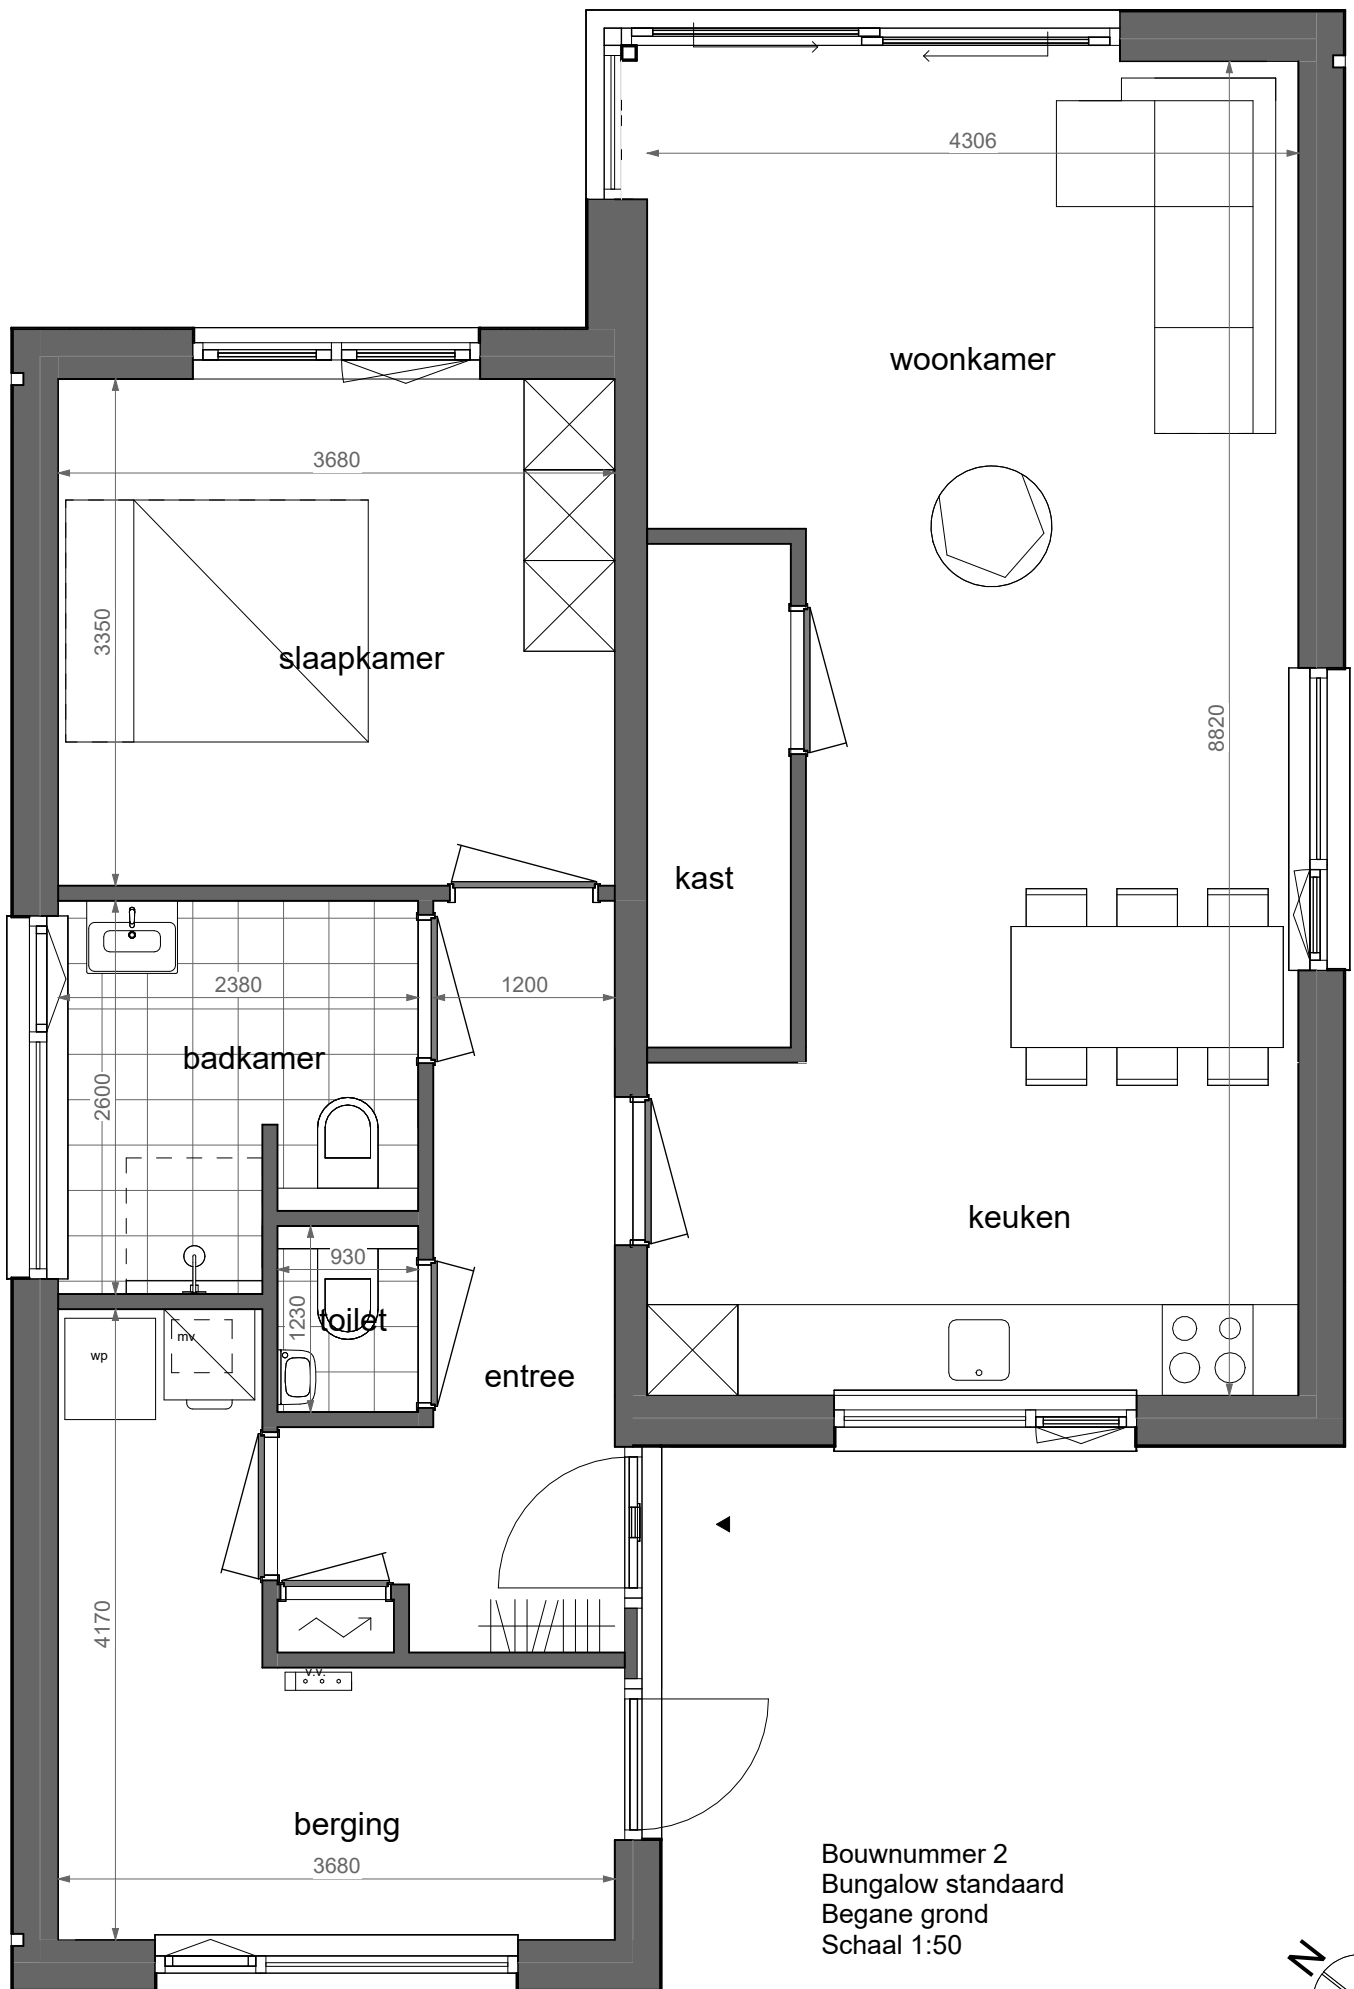 4306
woonkamer
3680
3350
slaapkamer
8820
kast
2380
1200
badkamer
2600
keuken
930
1230
toilet
mv
wp
entree
4170
v.v.
berging
3680
Bouwnummer 2
Bungalow standaard
Begane grond
Schaal 1:50
N